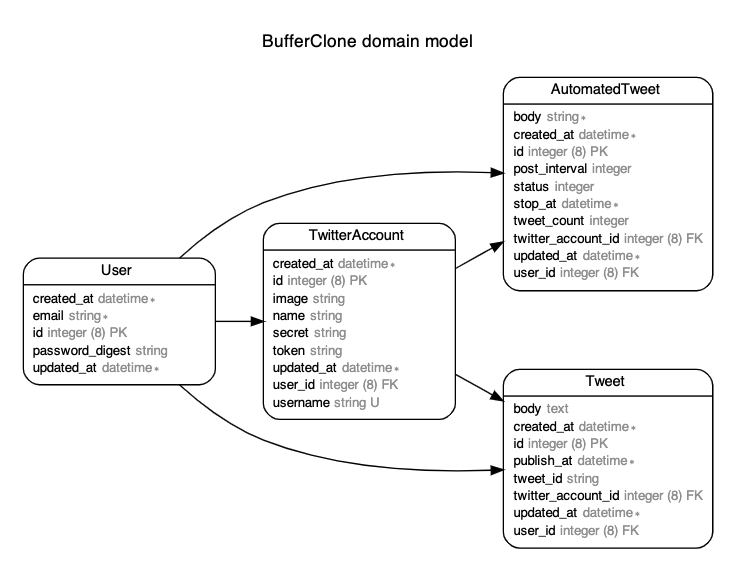 BufferClone domain model
AutomatedTweet
body string*
created_at datetime*
id integer (8) PK
post_interval integer
status integer
stop_at datetime*
tweet_count integer
twitter_account_id integer (8) FK
updated_at datetime*
user_id integer (8) FK
TwitterAccount
created_at datetime*
id integer (8) PK
image string
name string
secret string
token string
updated_at datetime*
user_id integer (8) FK
username string U
User
created_at datetime*
email string*
id integer (8) PK
password_digest string
updated_at datetime*
Tweet
body text
created_at datetime*
id integer (8) PK
publish_at datetime*
tweet_id string
twitter_account_id integer (8) FK
updated_at datetime*
user_id integer (8) FK